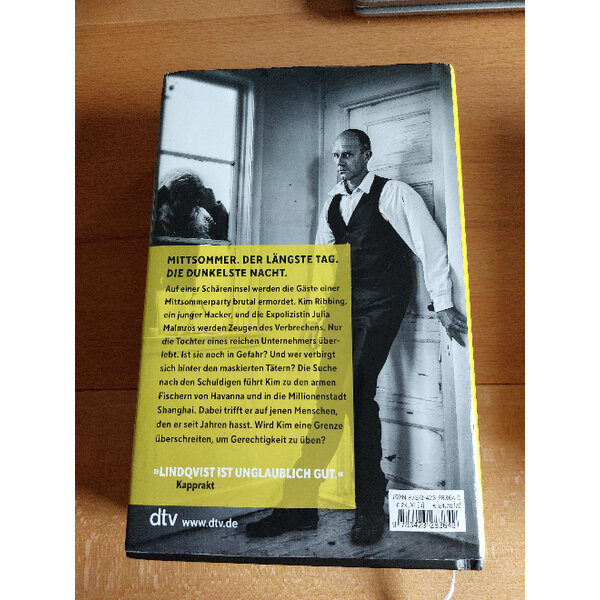 MITTSOMMER. DER LÄNGSTE TAG.
DIE DUNKELSTE NACHT.
Auf einer Schäreninsel werden die Gäste einer
Mittsommerparty brutal ermordet. Kim Ribbing,
ein junger Hacker, und die Expolizistin Julia
Malmros werden Zeugen des Verbrechens. Nur
die Tochter eines reichen Unternehmers über-
lebt. Ist sie noch in Gefahr? Und wer verbirgt
sich hinter den maskierten Tätern? Die Suche
nach den Schuldigen führt Kim zu den armen
Fischern von Havanna und in die Millionenstadt
Shanghai. Dabei trifft er auf jenen Menschen,
den er seit Jahren hasst. Wird Kim eine Grenze
überschreiten, um Gerechtigkeit zu üben?
»LINDQVIST IST UNGLAUBLICH GUT.«
Kapprakt
dtv www.dtv.de
ISBN